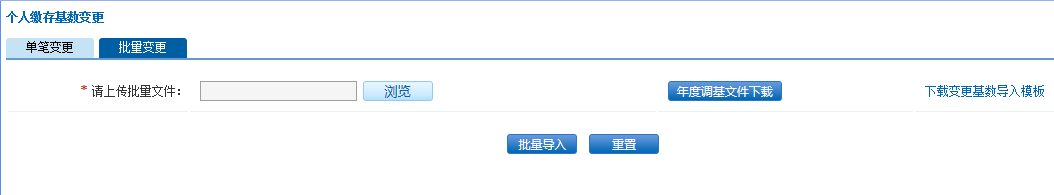 个人缴存基数变更
单笔变更 批量变更
* 请上传批量文件： 浏览 年度调基文件下载 下载变更基数导入模板
批量导入 重置